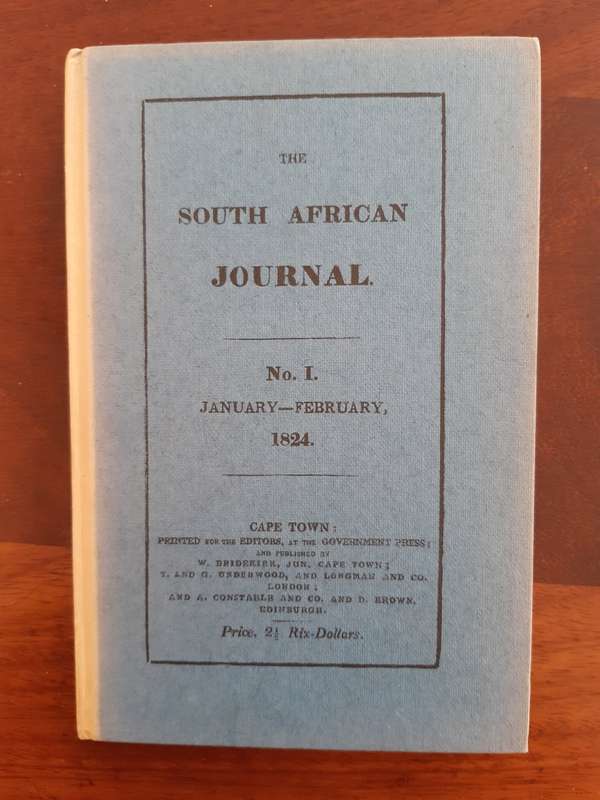 THE
SOUTH AFRICAN
JOURNAL.
No. I.
JANUARY—FEBRUARY,
1824.
CAPE TOWN:
PRINTED FOR THE EDITORS, AT THE GOVERNMENT PRESS;
AND PUBLISHED BY
W. BRIDEKIRK, JUN. CAPE TOWN;
T. AND G. UNDERWOOD, AND LONGMAN AND CO.
LONDON;
AND A. CONSTABLE AND CO. AND D. BROWN,
EDINBURGH.
Price, 2½ Rix-Dollars.